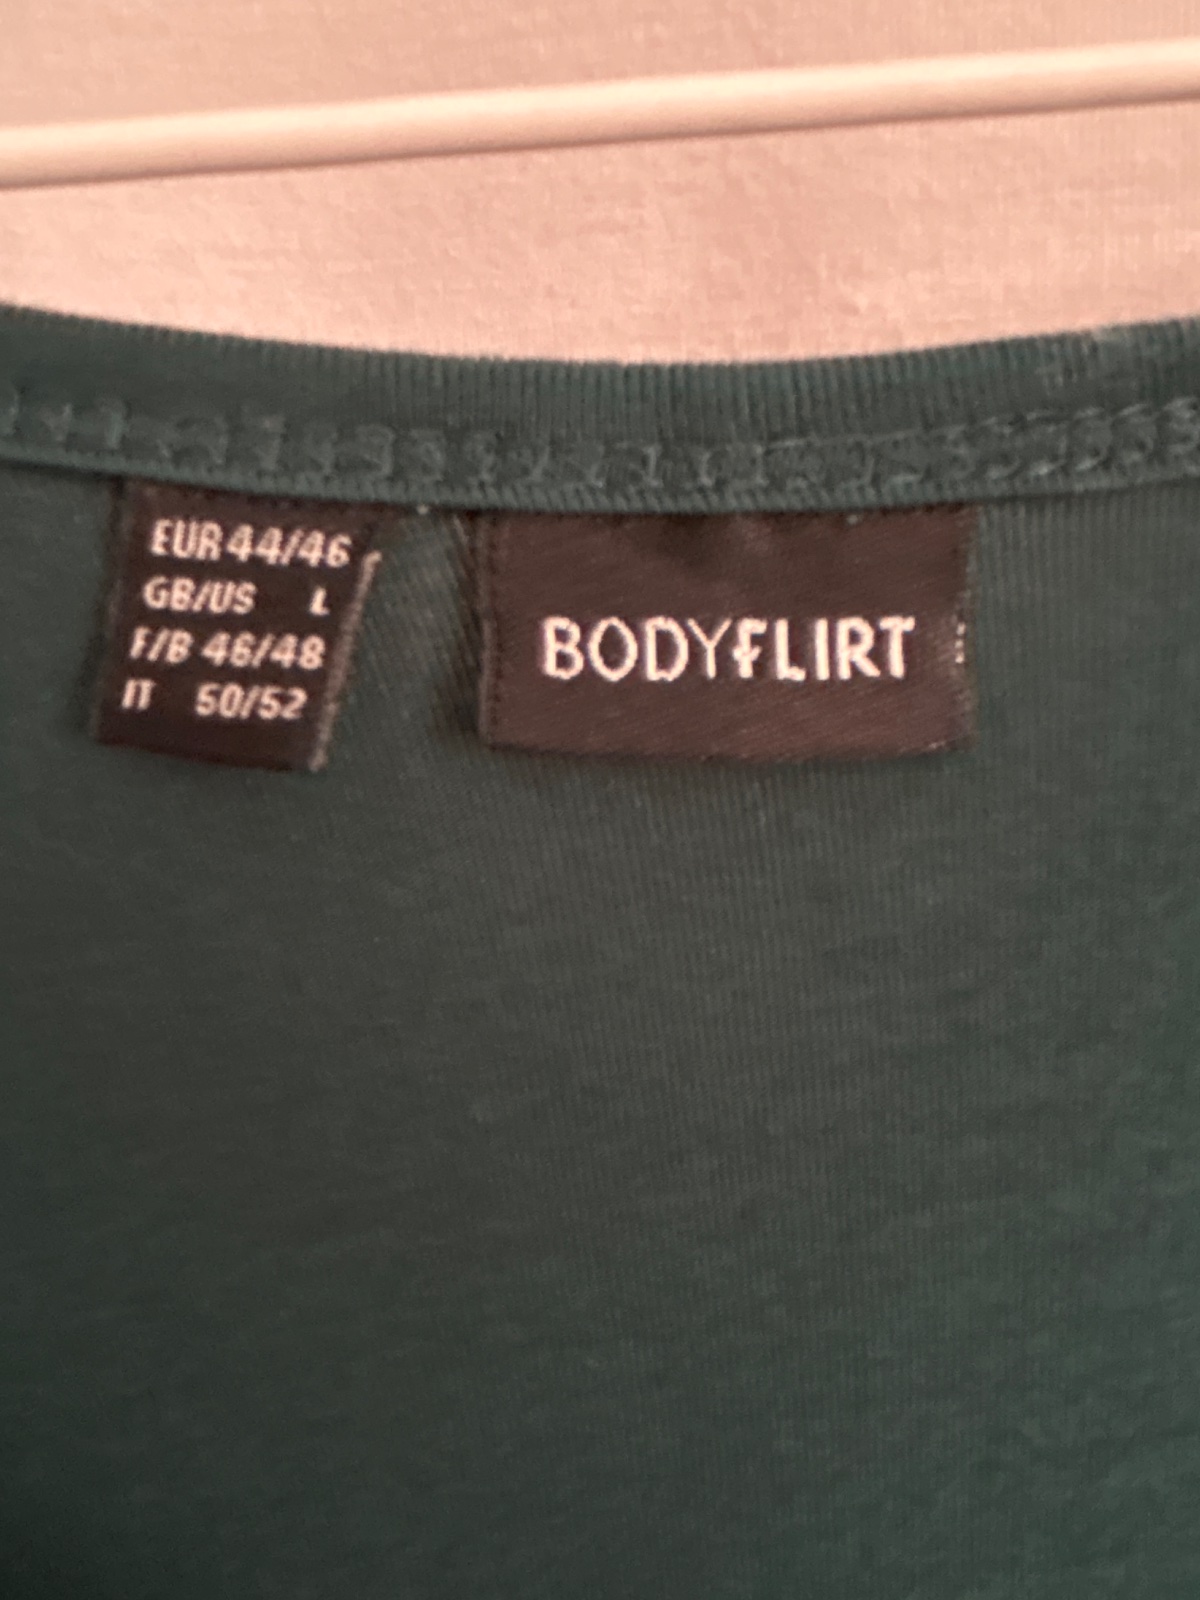 EUR 44/46
GB/US L
F/B 46/48
IT 50/52
BODYFLIRT